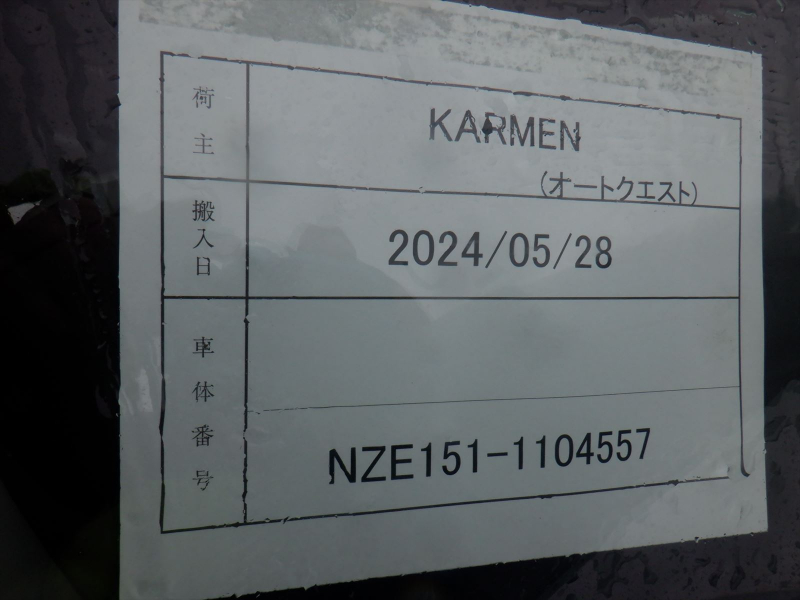 荷主 KARMEN
(オートクエスト)
搬入日 2024/05/28
車体番号 NZE151-1104557